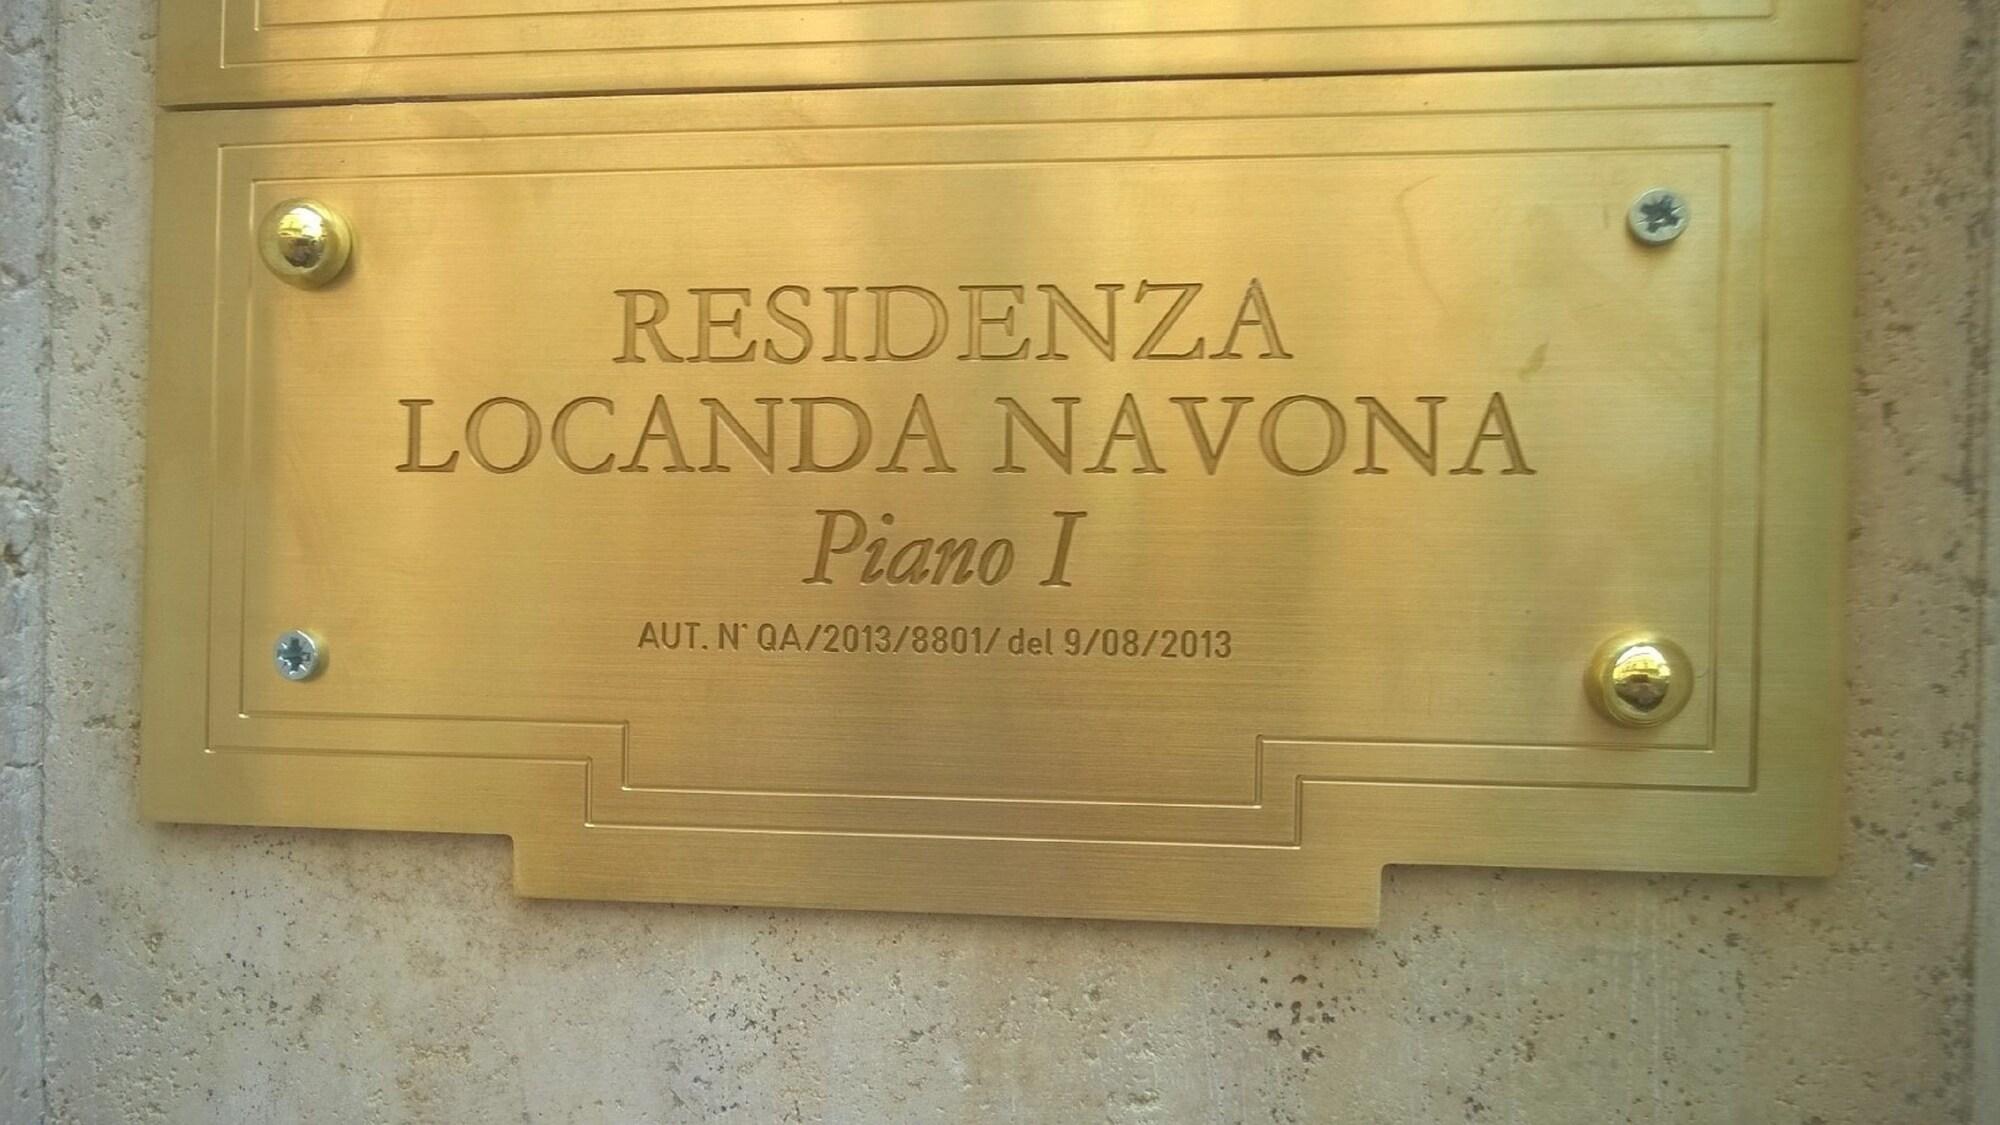 RESIDENZA
LOCANDA NAVONA
Piano I
AUT. N° QA/2013/8801/ del 9/08/2013